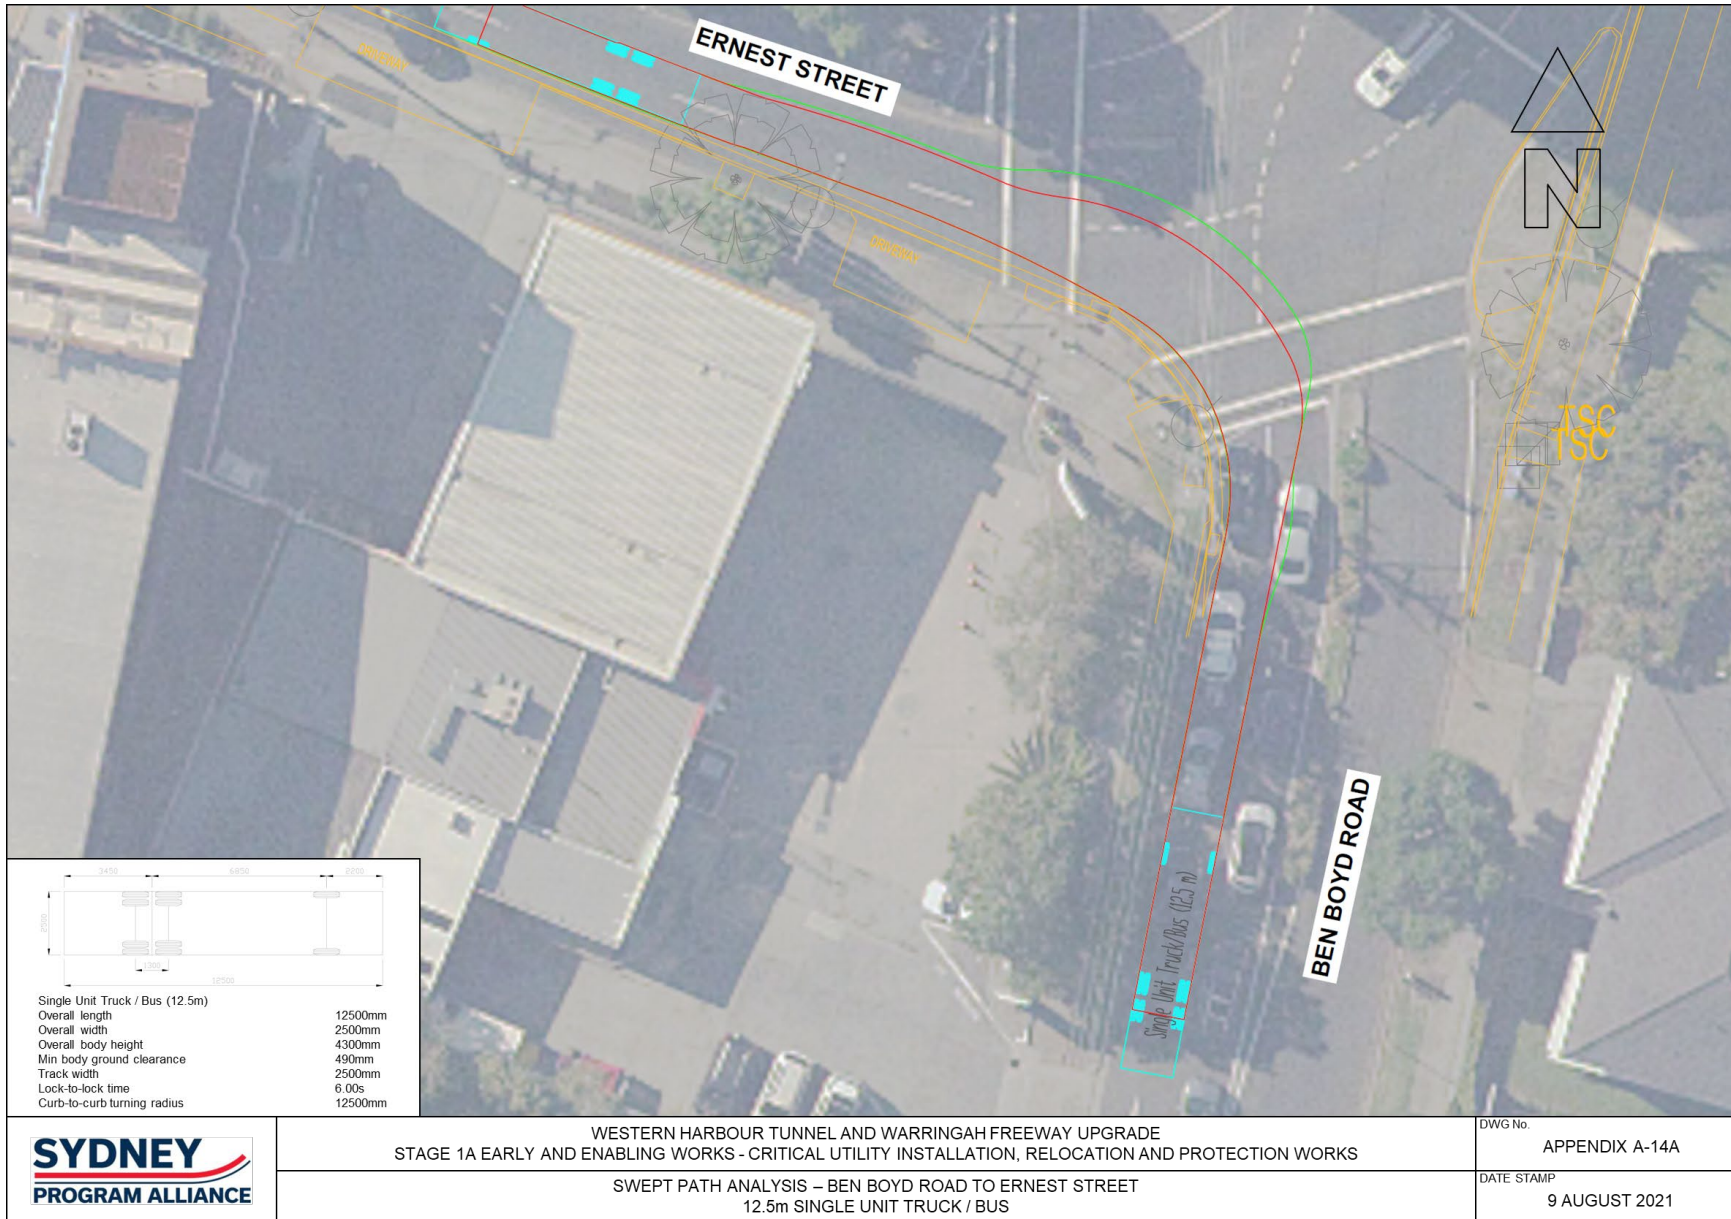 ERNEST STREET
DRIVEWAY
N
DRIVEWAY
TSC
TSC
BEN BOYD ROAD
Single Unit Truck/Bus (12.5 m)
3450 6850 2200
2500
1300
12500
Single Unit Truck / Bus (12.5m)
Overall length 12500mm
Overall width 2500mm
Overall body height 4300mm
Min body ground clearance 490mm
Track width 2500mm
Lock-to-lock time 6.00s
Curb-to-curb turning radius 12500mm
SYDNEY
PROGRAM ALLIANCE
WESTERN HARBOUR TUNNEL AND WARRINGAH FREEWAY UPGRADE
STAGE 1A EARLY AND ENABLING WORKS - CRITICAL UTILITY INSTALLATION, RELOCATION AND PROTECTION WORKS
SWEPT PATH ANALYSIS – BEN BOYD ROAD TO ERNEST STREET
12.5m SINGLE UNIT TRUCK / BUS
DWG No.
APPENDIX A-14A
DATE STAMP
9 AUGUST 2021